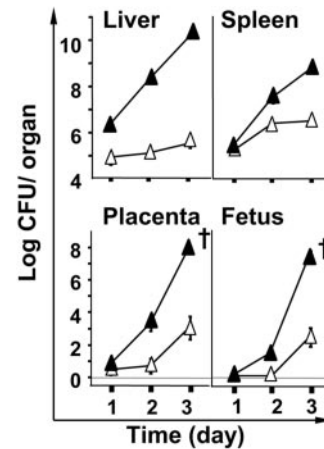 Liver Spleen
10
8
6
4
Log CFU/ organ
Placenta Fetus
8 † †
6
4
2
0
1 2 3 1 2 3
Time (day)